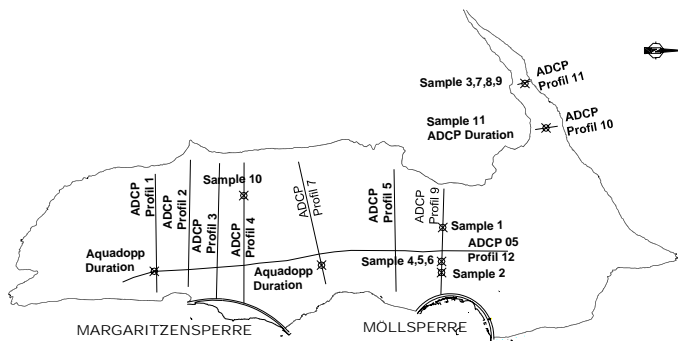 ADCP
Profil 11
Sample 3,7,8,9
Sample 11
ADCP Duration
ADCP
Profil 10
ADCP
Profil 1
ADCP
Profil 2
ADCP
Profil 3
Sample 10
ADCP
Profil 4
ADCP
Profil 7
ADCP
Profil 5
ADCP
Profil 9
Sample 1
ADCP 05
Profil 12
Aquadopp
Duration
Aquadopp
Duration
Sample 4,5,6
Sample 2
MARGARITZENSPERRE
MÖLLSPERRE